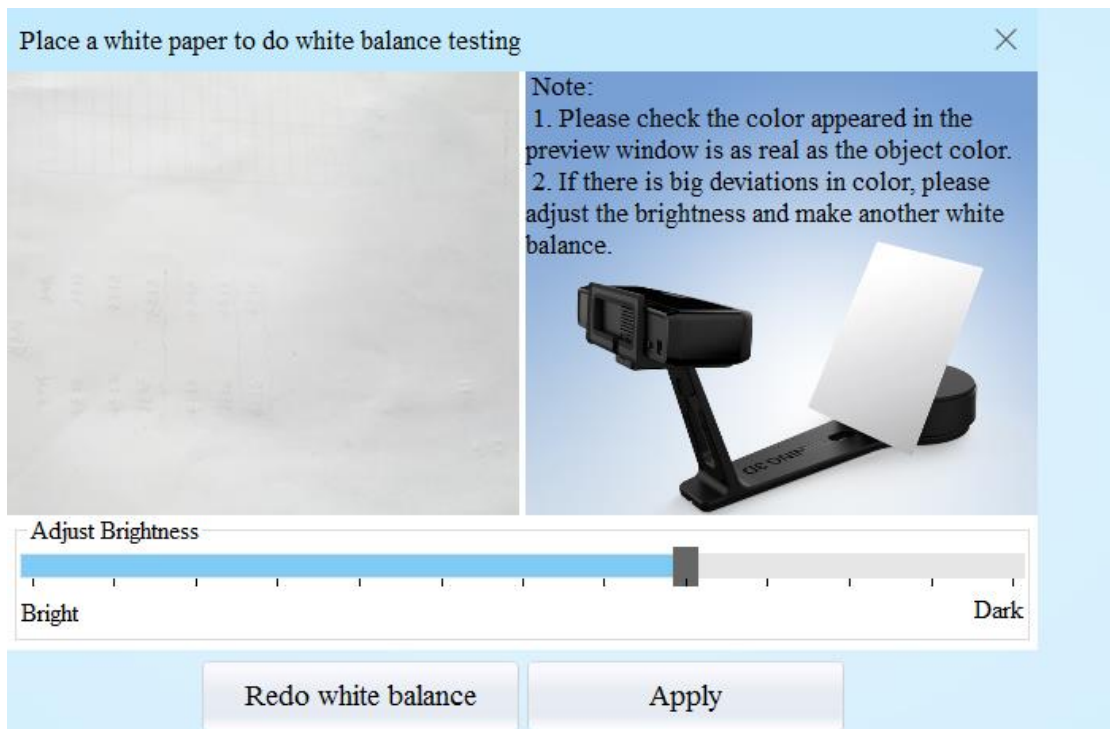 Place a white paper to do white balance testing
Note:
1. Please check the color appeared in the
preview window is as real as the object color.
2. If there is big deviations in color, please
adjust the brightness and make another white
balance.
Adjust Brightness
Bright
Dark
Redo white balance
Apply